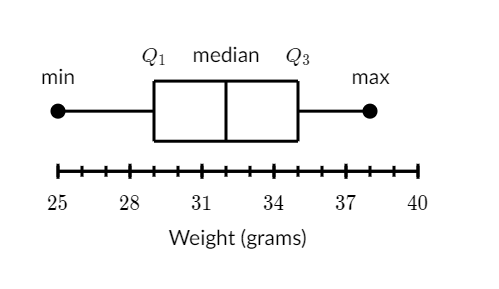 Q₁ median Q₃
min max
25 28 31 34 37 40
Weight (grams)